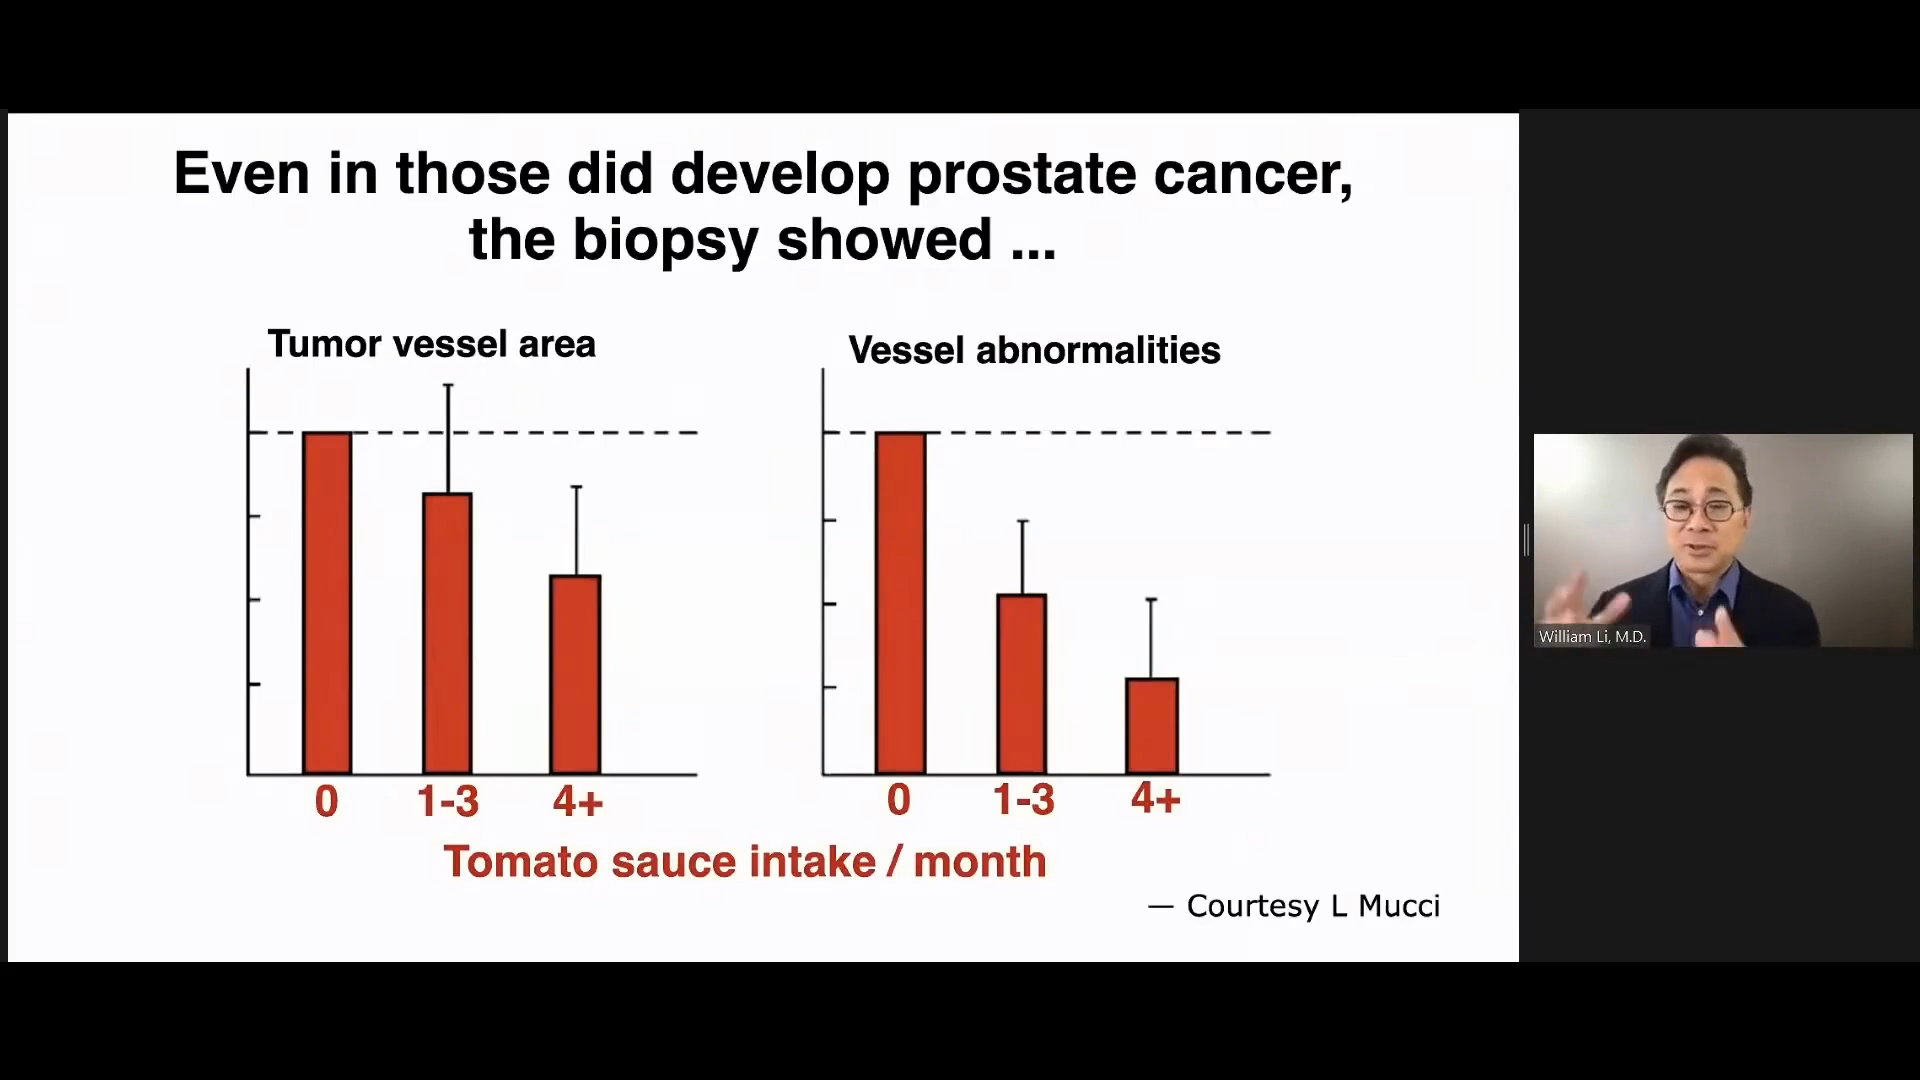 Even in those did develop prostate cancer,
the biopsy showed ...
Tumor vessel area
Vessel abnormalities
0 1-3 4+
0 1-3 4+
Tomato sauce intake / month
— Courtesy L Mucci
William Li, M.D.